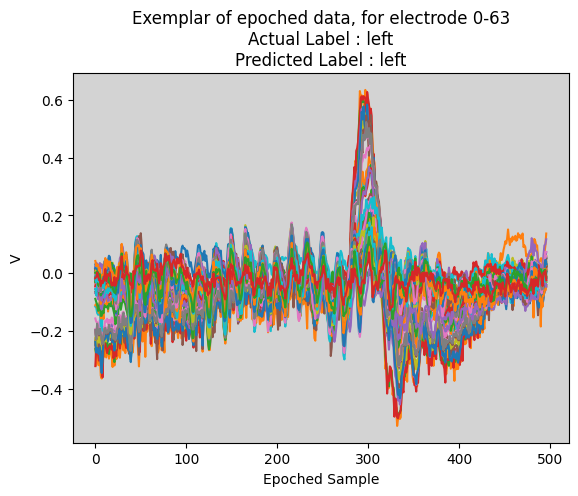 Exemplar of epoched data, for electrode 0-63
Actual Label : left
Predicted Label : left
0.6
0.4
0.2
0.0
−0.2
−0.4
V
0 100 200 300 400 500
Epoched Sample